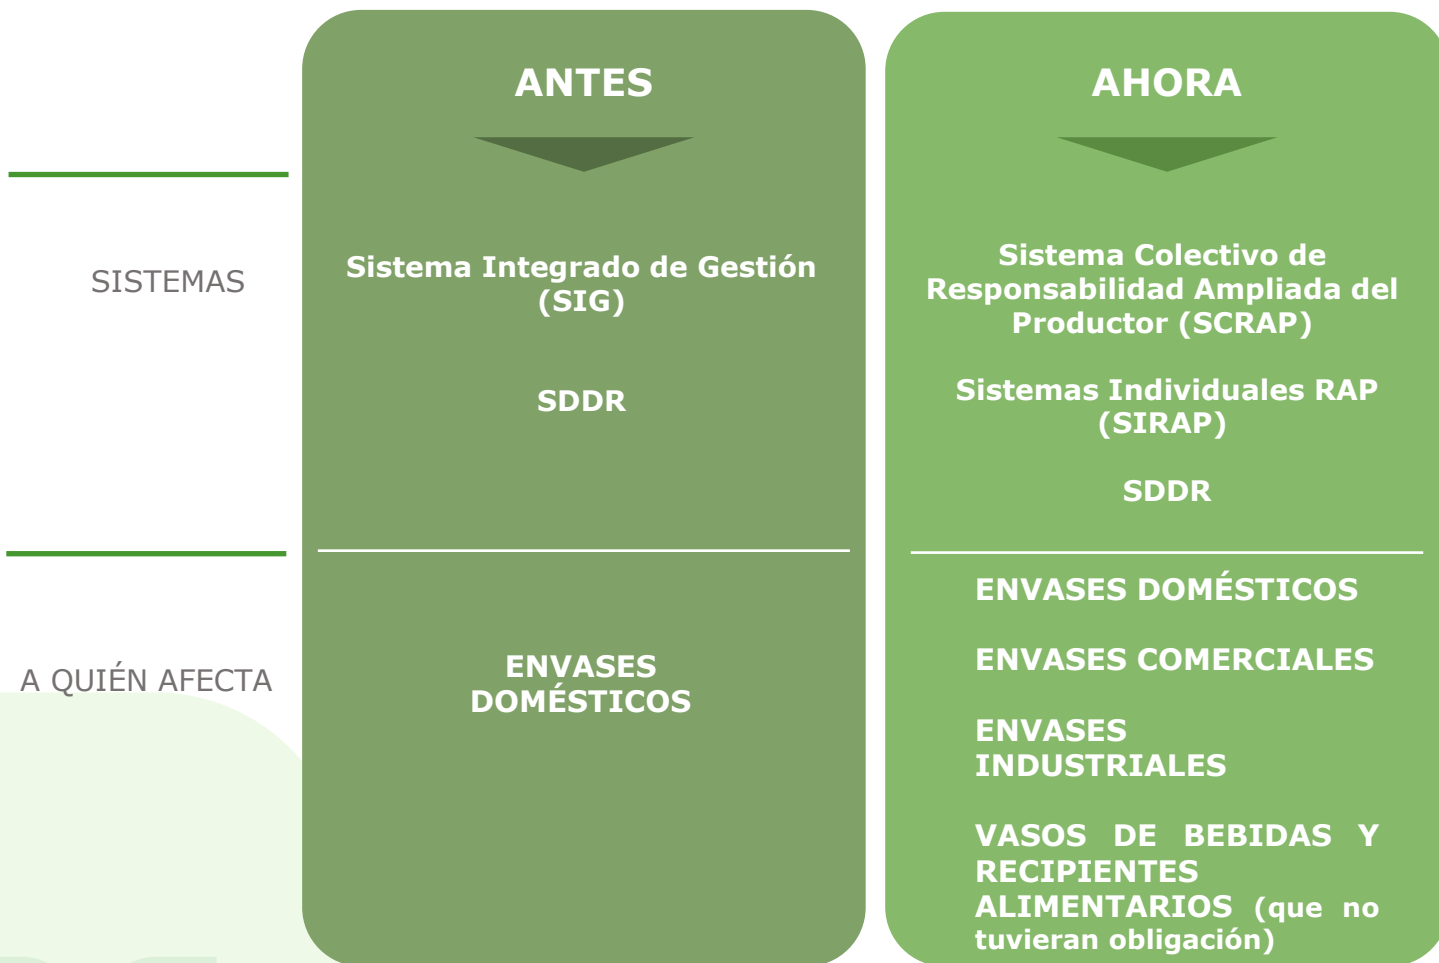 ANTES
AHORA
SISTEMAS
Sistema Integrado de Gestión
(SIG)
SDDR
Sistema Colectivo de
Responsabilidad Ampliada del
Productor (SCRAP)
Sistemas Individuales RAP
(SIRAP)
SDDR
A QUIÉN AFECTA
ENVASES
DOMÉSTICOS
ENVASES DOMÉSTICOS
ENVASES COMERCIALES
ENVASES
INDUSTRIALES
VASOS DE BEBIDAS Y
RECIPIENTES
ALIMENTARIOS (que no
tuvieran obligación)